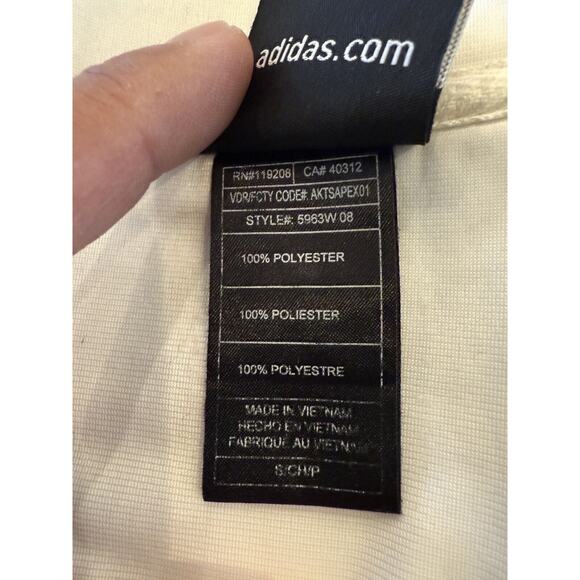 adidas.com
RN#119208 CA# 40312
VDR/FCTY CODE#: AKTSAPEX01
STYLE#: 5963W 08
100% POLYESTER
100% POLIESTER
100% POLYESTRE
MADE IN VIETNAM
HECHO EN VIETNAM
FABRIQUÉ AU VIETNAM
S/CH/P